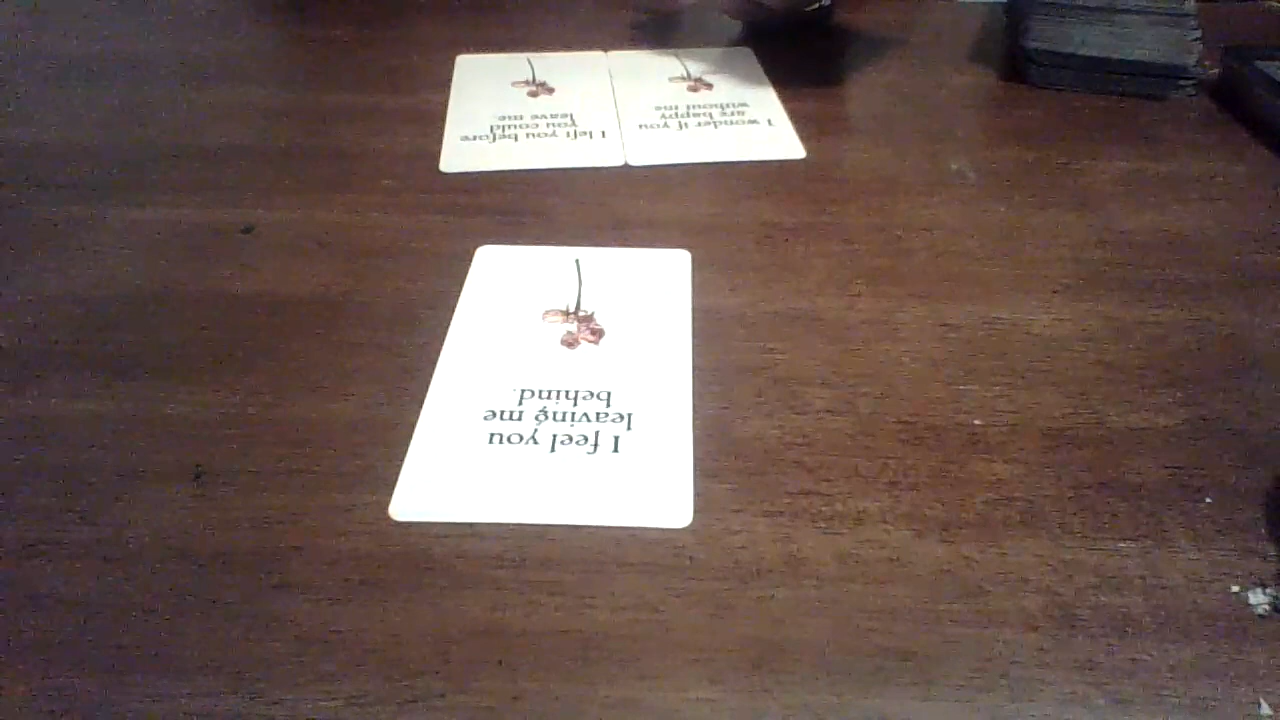 I feel you
leaving me
behind.
I wonder if you
are happy
without me
I left you before
you could
leave me.